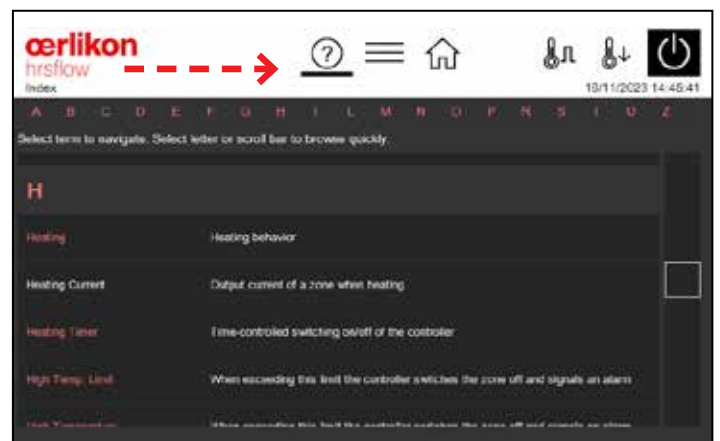 œrlikon
hrsflow
Index
?
16/11/2023 14:45:41
A B C D E F G H I L M N O P R S T U Z
Select term to navigate. Select letter or scroll bar to browse quickly.
H
Heating Heating behavior
Heating Current Output current of a zone when heating
Heating Timer Time-controlled switching on/off of the controller
High Temp. Limit When exceeding this limit the controller switches the zone off and signals an alarm